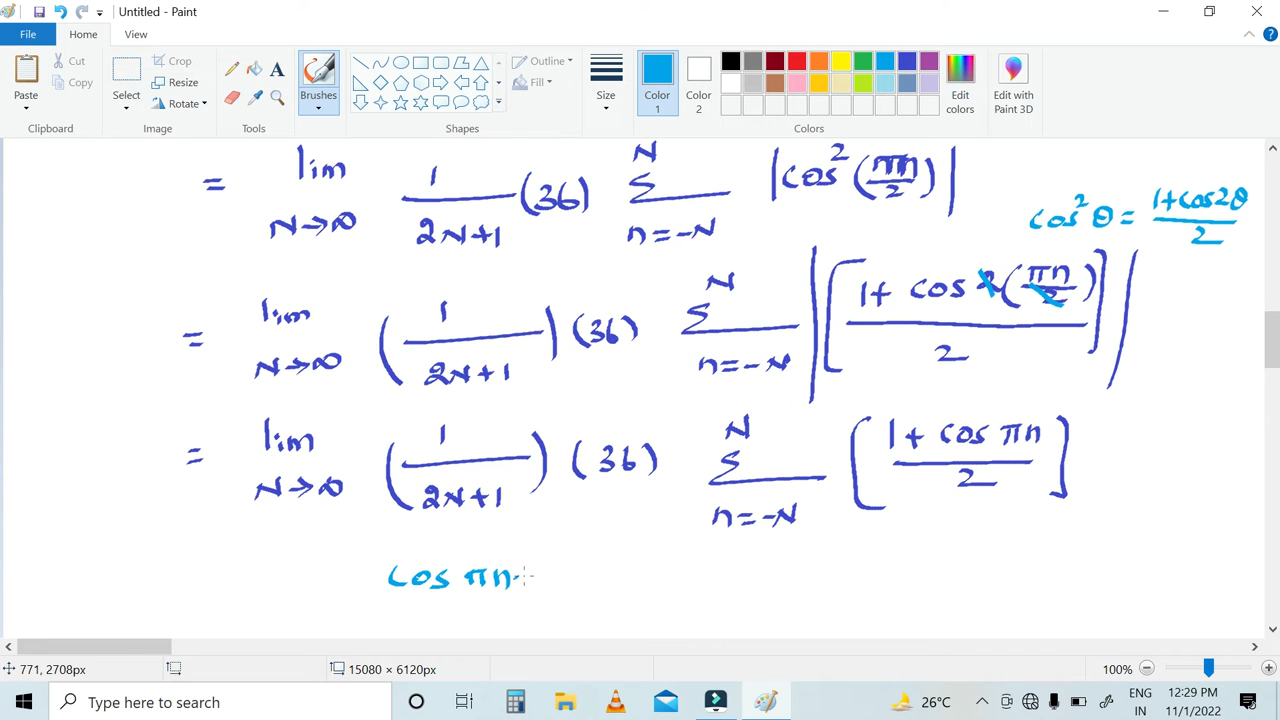 Untitled - Paint
File Home View
Paste
Cut
Copy
Clipboard
Select
Crop
Resize
Rotate
Image
Tools
Brushes
Outline
Fill
Shapes
Size
Color 1
Color 2
Edit colors
Edit with Paint 3D
Colors
= lim N→∞ 1/(2N+1) (36) Σ n=-N N |cos²(πn/2)|
cos²θ = (1+cos2θ)/2
= lim N→∞ (1/(2N+1)) (36) Σ n=-N N |[(1+cos 2(πn/2))/2]|
= lim N→∞ (1/(2N+1)) (36) Σ n=-N N [(1+cos πn)/2]
cos πn
771, 2708px
15080 × 6120px
100%
Type here to search
26°C
ENG IN
12:29 PM
11/1/2022